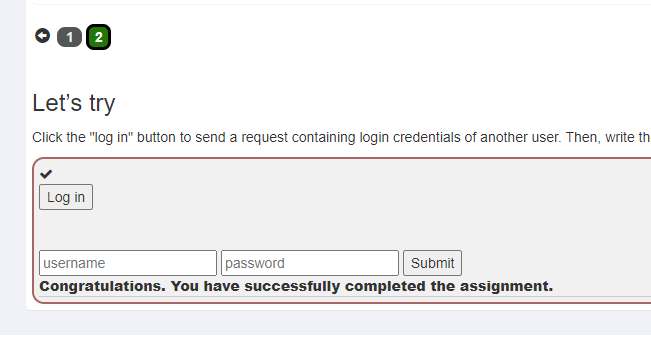 1 2
Let's try
Click the "log in" button to send a request containing login credentials of another user. Then, write th
Log in
username password Submit
Congratulations. You have successfully completed the assignment.